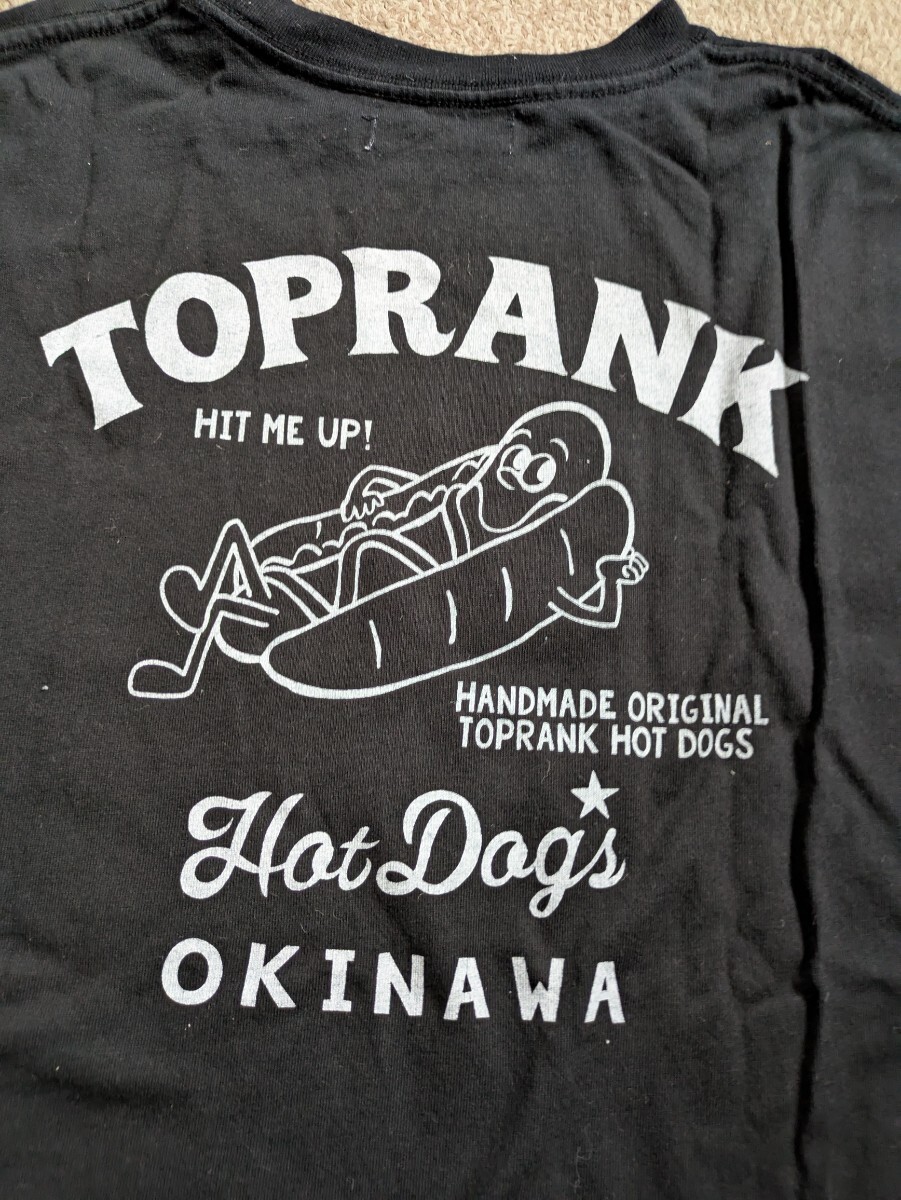 TOPRANK
HIT ME UP!
HANDMADE ORIGINAL
TOPRANK HOT DOGS
Hot Dogs
OKINAWA